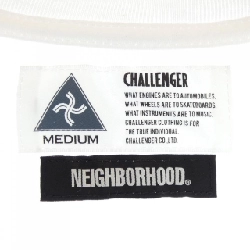 CHALLENGER
WHAT ENGINES ARE TO AUTOMOBILES.
WHAT WHEELS ARE TO SKATEBOARDS
WHAT INSTRUMENTS ARE TO MUSIC.
CHALLENGER CLOTHING IS FOR
THE TRUE INDIVIDUAL.
CHALLENGER CO.,LTD.
MEDIUM
NEIGHBORHOOD®